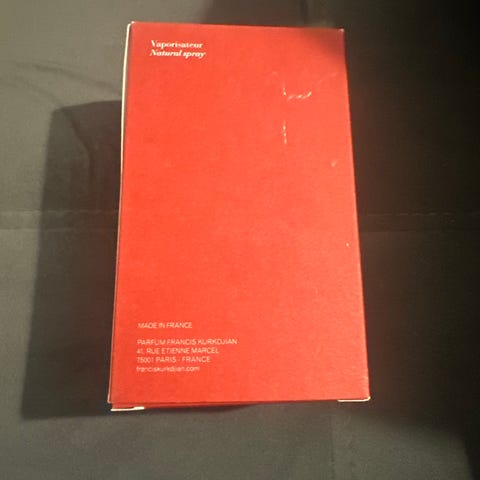 Vaporisateur
Natural spray
MADE IN FRANCE
PARFUM FRANCIS KURKDJIAN
41, RUE ETIENNE MARCEL
75001 PARIS - FRANCE
franciskurkdjian.com